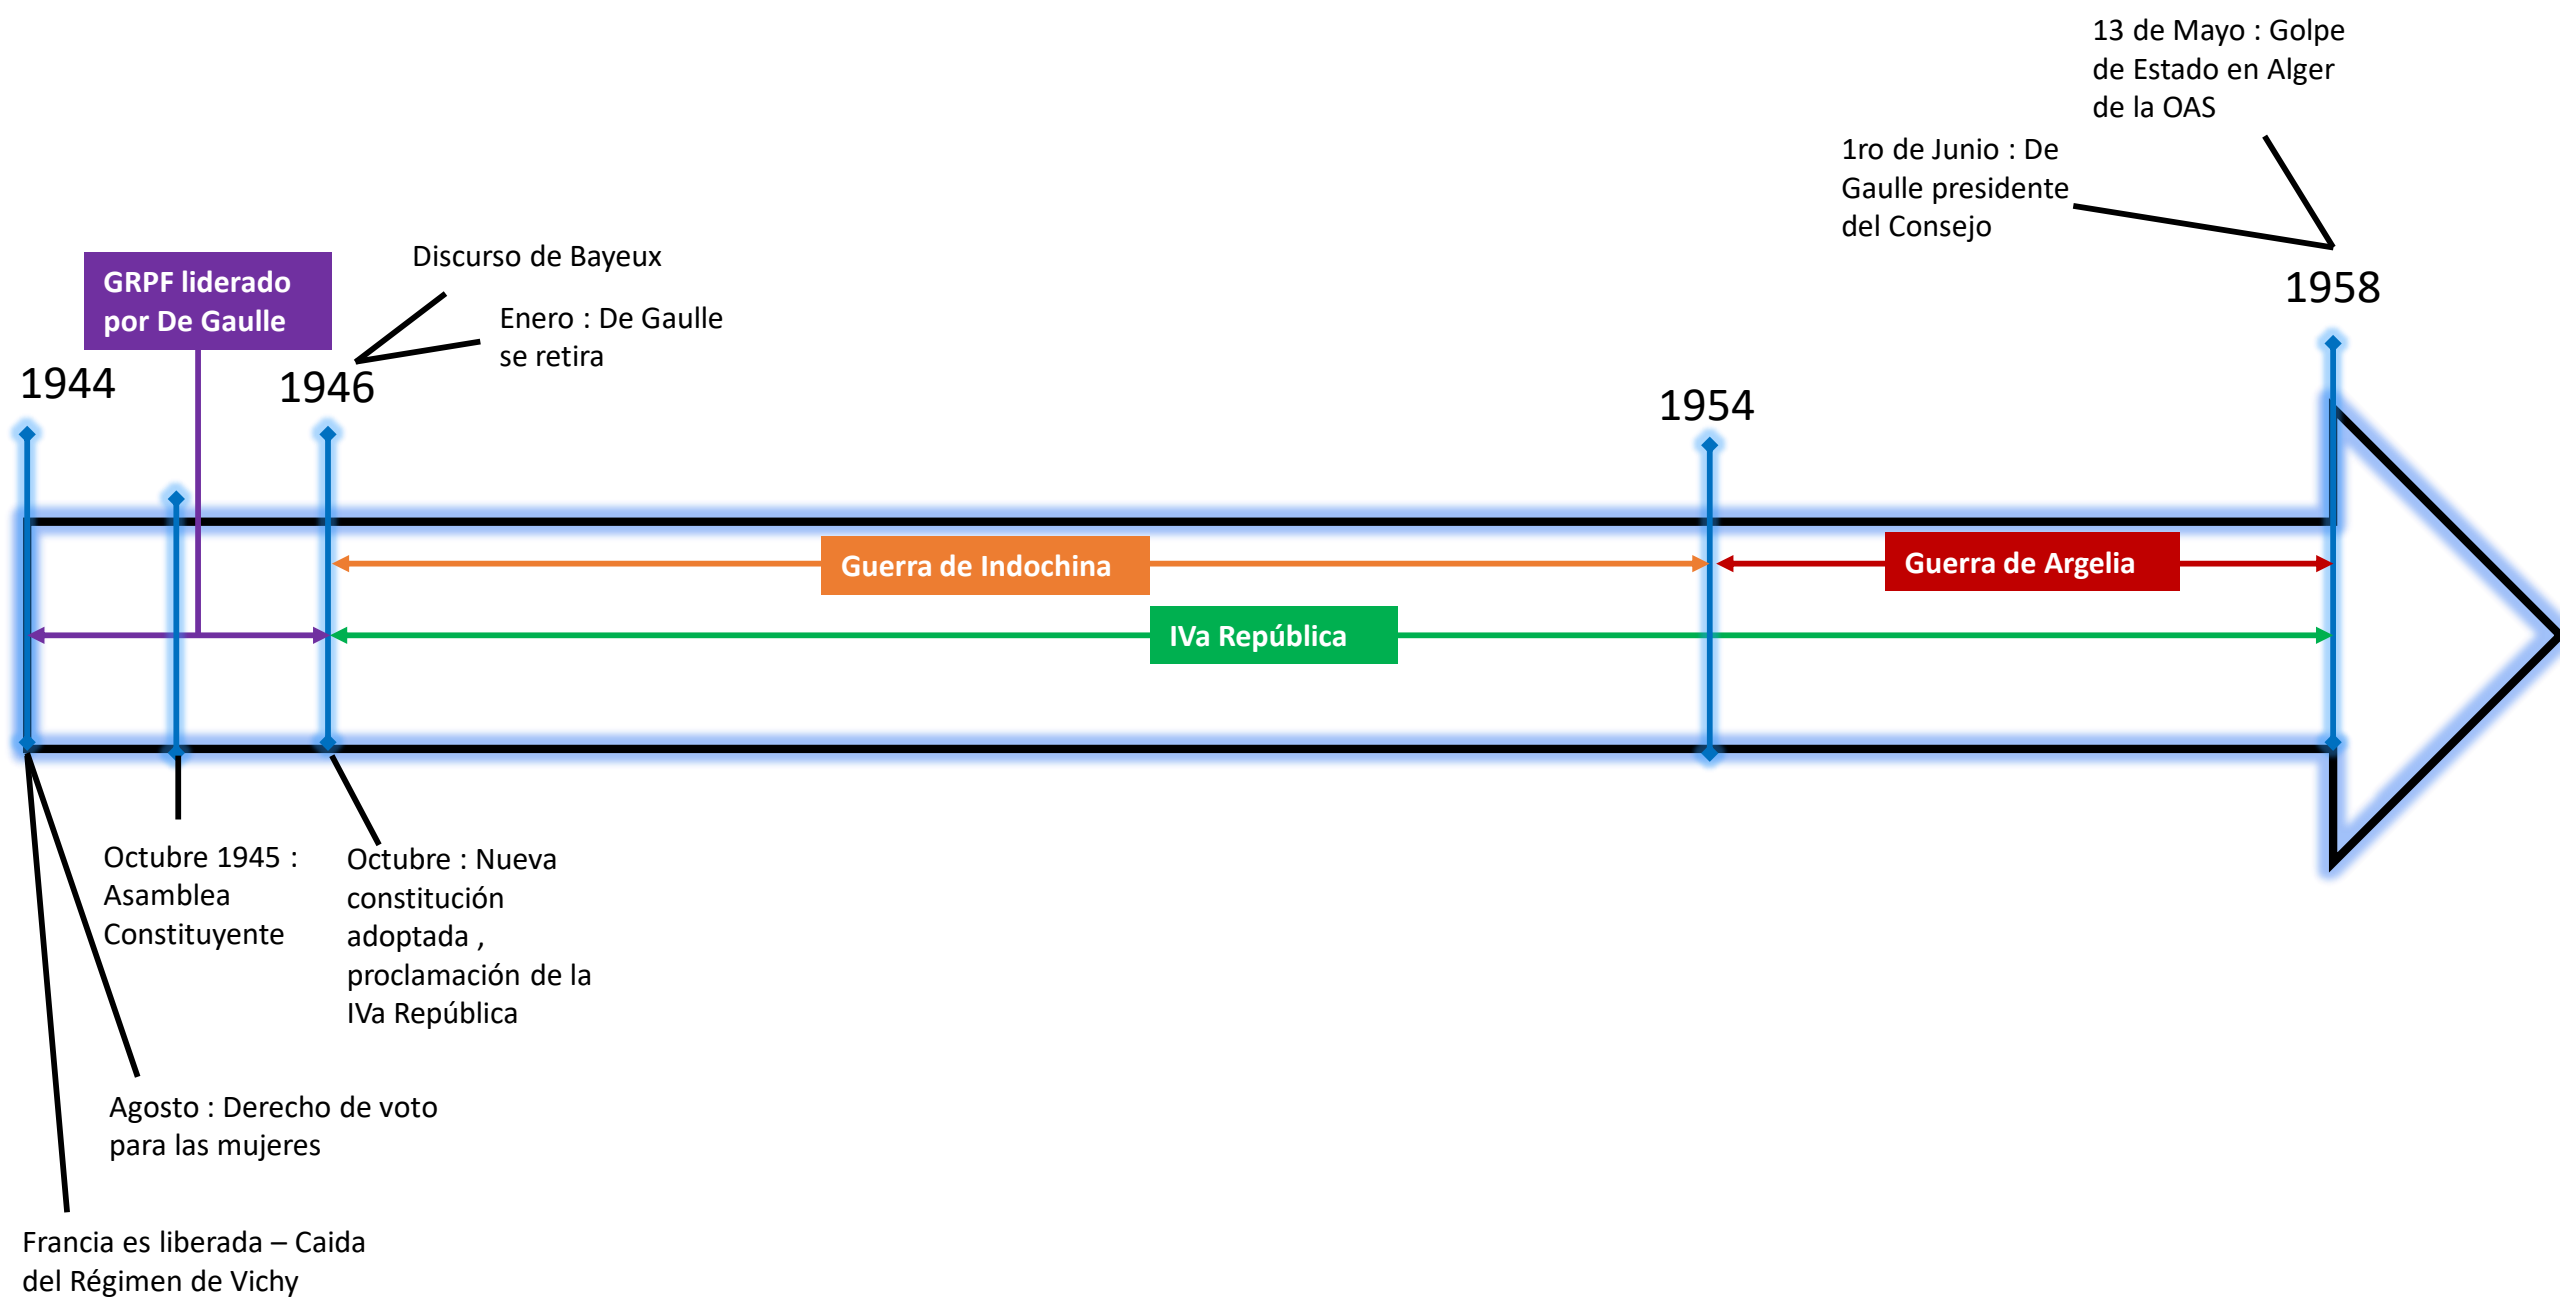 13 de Mayo : Golpe
de Estado en Alger
de la OAS
1ro de Junio : De
Gaulle presidente
del Consejo
Discurso de Bayeux
GRPF liderado
por De Gaulle
Enero : De Gaulle
se retira
1944
1946
1954
1958
Guerra de Indochina
Guerra de Argelia
IVa República
Octubre 1945 :
Asamblea
Constituyente
Octubre : Nueva
constitución
adoptada ,
proclamación de la
IVa República
Agosto : Derecho de voto
para las mujeres
Francia es liberada – Caida
del Régimen de Vichy